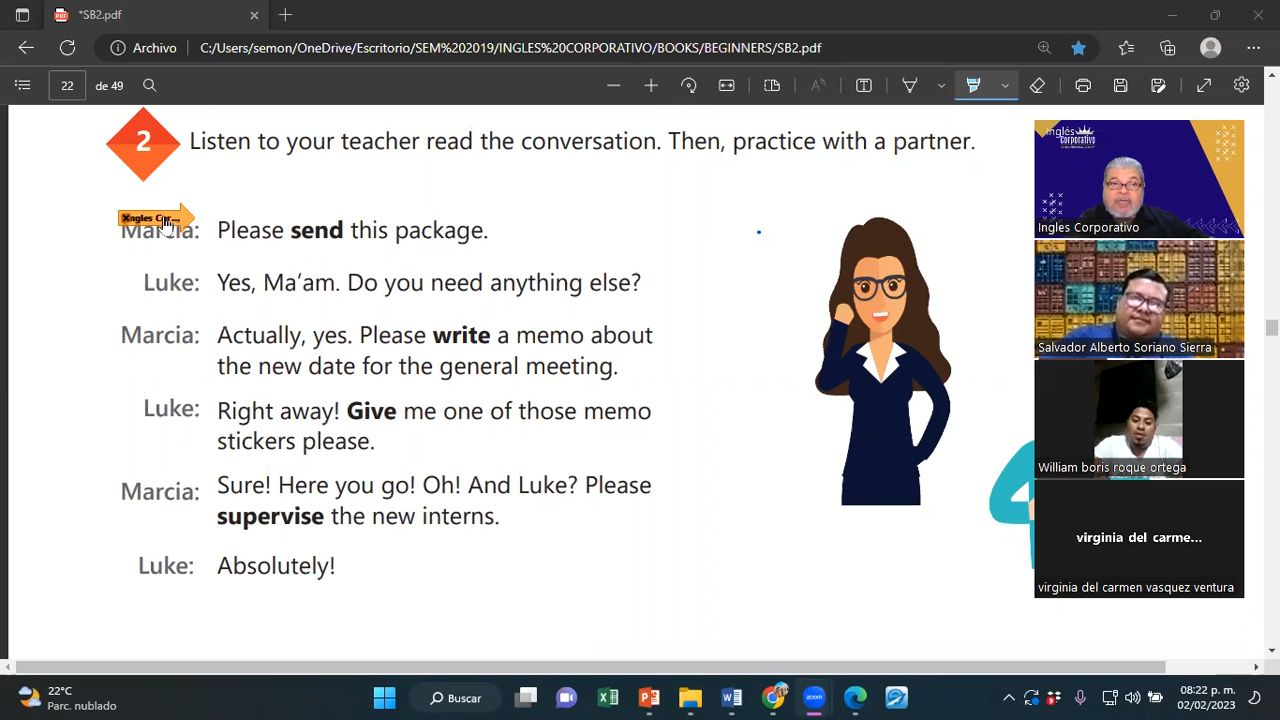 *SB2.pdf
Archivo
C:/Users/semon/OneDrive/Escritorio/SEM%202019/INGLES%20CORPORATIVO/BOOKS/BEGINNERS/SB2.pdf
22 de 49
2
Listen to your teacher read the conversation. Then, practice with a partner.
Marcia: Please send this package.
Luke: Yes, Ma’am. Do you need anything else?
Marcia: Actually, yes. Please write a memo about
the new date for the general meeting.
Luke: Right away! Give me one of those memo
stickers please.
Marcia: Sure! Here you go! Oh! And Luke? Please
supervise the new interns.
Luke: Absolutely!
Inglés
Corporativo
Ingles Corporativo
Salvador Alberto Soriano Sierra
William boris roque ortega
virginia del carme...
virginia del carmen vasquez ventura
22°C
Parc. nublado
Buscar
08:22 p. m.
02/02/2023